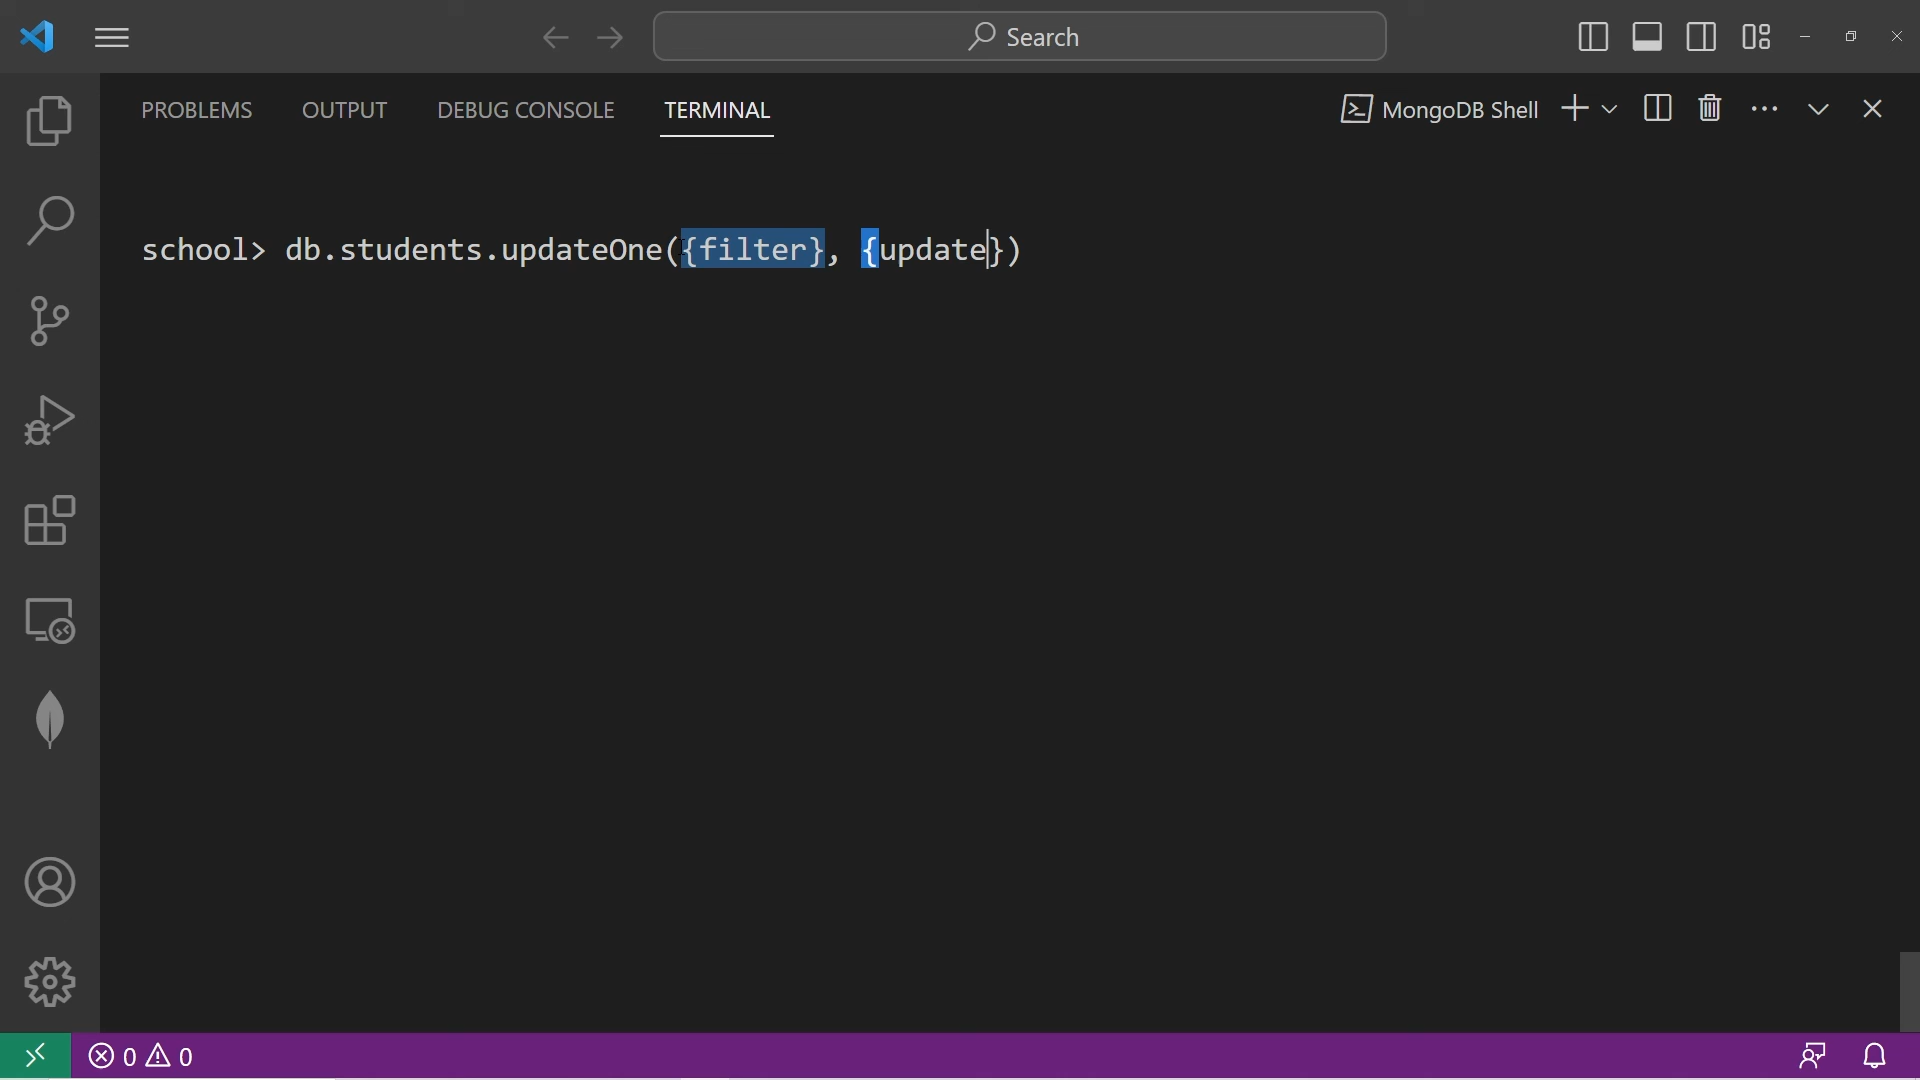 Search
PROBLEMS OUTPUT DEBUG CONSOLE TERMINAL MongoDB Shell
school> db.students.updateOne({filter}, {update})
0 0